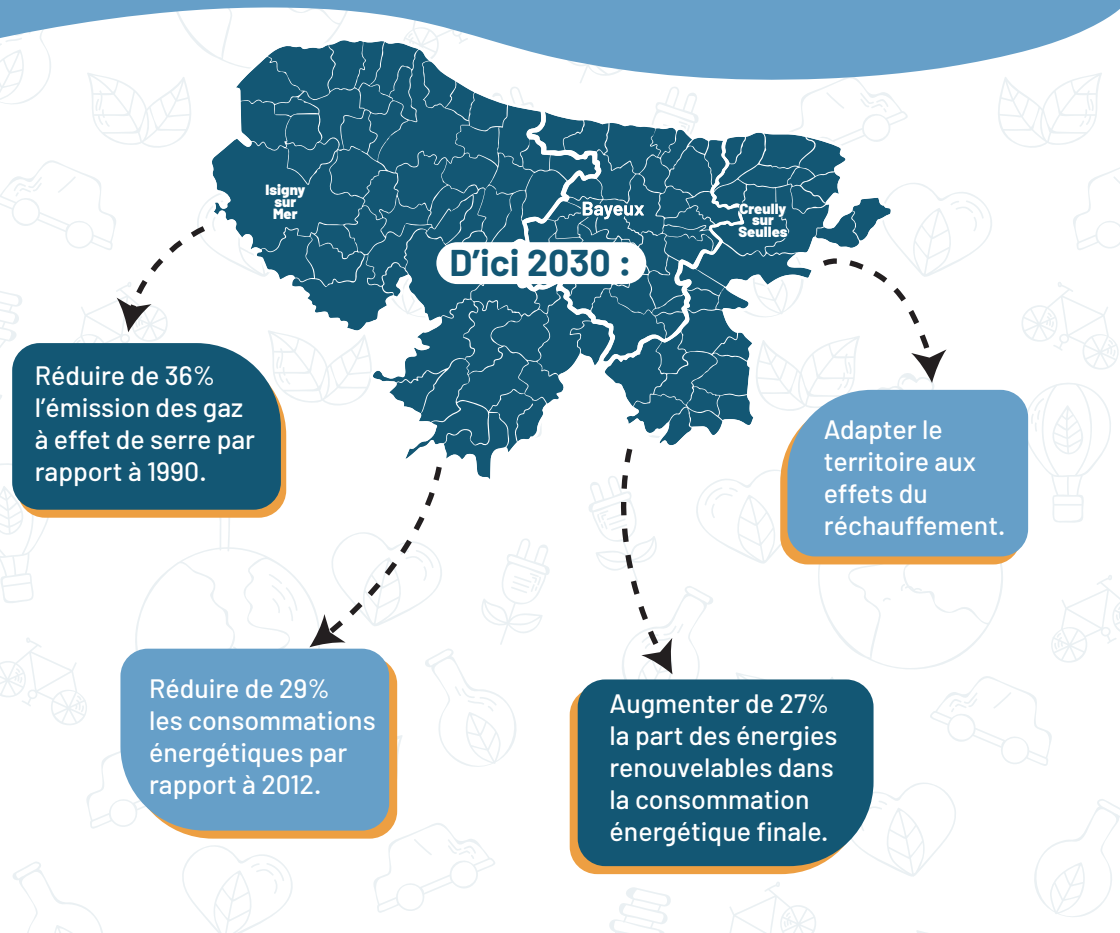 Isigny
sur
Mer
Bayeux
Creully
sur
Seulles
D'ici 2030 :
Réduire de 36%
l'émission des gaz
à effet de serre par
rapport à 1990.
Adapter le
territoire aux
effets du
réchauffement.
Réduire de 29%
les consommations
énergétiques par
rapport à 2012.
Augmenter de 27%
la part des énergies
renouvelables dans
la consommation
énergétique finale.